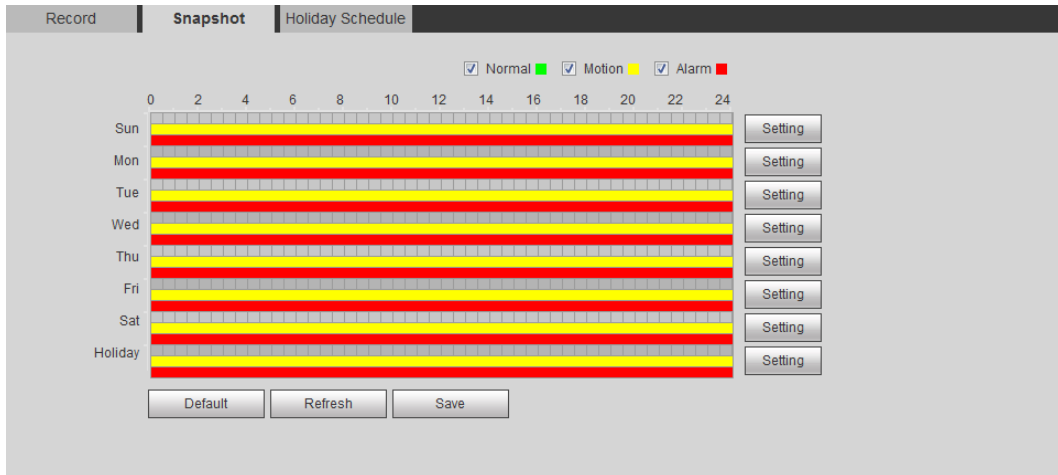 Record Snapshot Holiday Schedule
Normal Motion Alarm
0 2 4 6 8 10 12 14 16 18 20 22 24
Sun Setting
Mon Setting
Tue Setting
Wed Setting
Thu Setting
Fri Setting
Sat Setting
Holiday Setting
Default Refresh Save